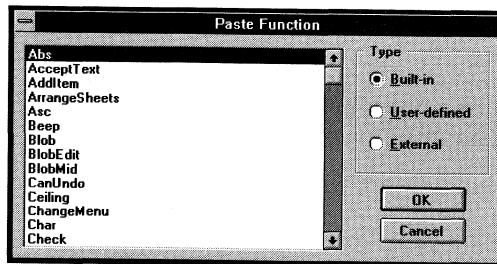 Paste Function
Abs
AcceptText
AddItem
ArrangeSheets
Asc
Beep
Blob
BlobEdit
BlobMid
CanUndo
Ceiling
ChangeMenu
Char
Check
Type
Built-in
User-defined
External
OK
Cancel